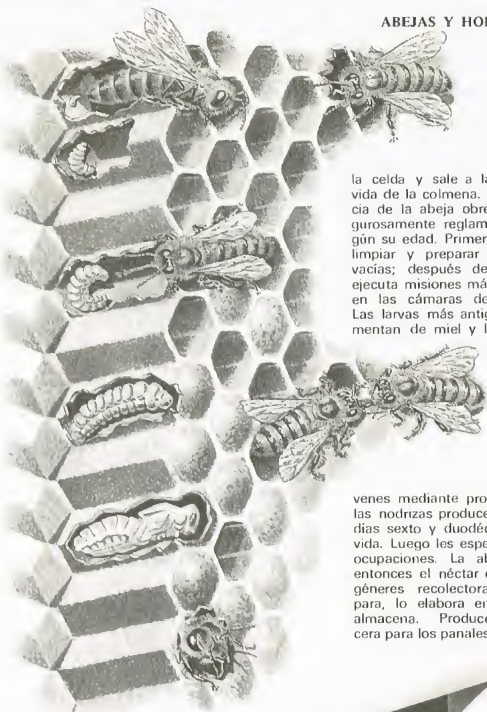 ABEJAS Y HO
la celda y sale a la
vida de la colmena.
cia de la abeja obre
gurosamente reglam
gún su edad. Primer
limpiar y preparar
vacías; después de
ejecuta misiones má
en las cámaras de
Las larvas más antig
mentan de miel y l
venes mediante pro
las nodrizas produce
días sexto y duodéc
vida. Luego les espe
ocupaciones. La ab
entonces el néctar
géneres recolectora
para, lo elabora en
almacena. Produce
cera para los panales